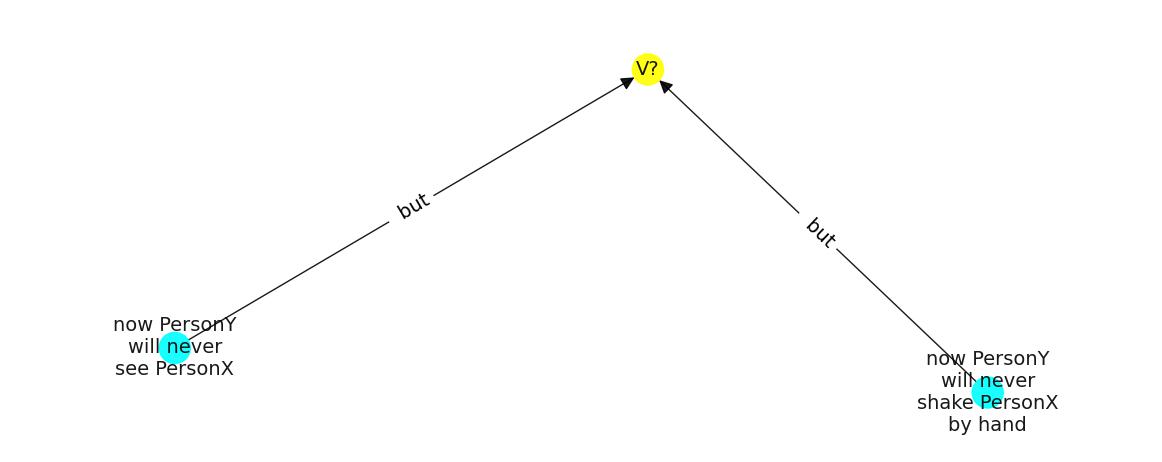 V?
but
but
now PersonY
will never
see PersonX
now PersonY
will never
shake PersonX
by hand